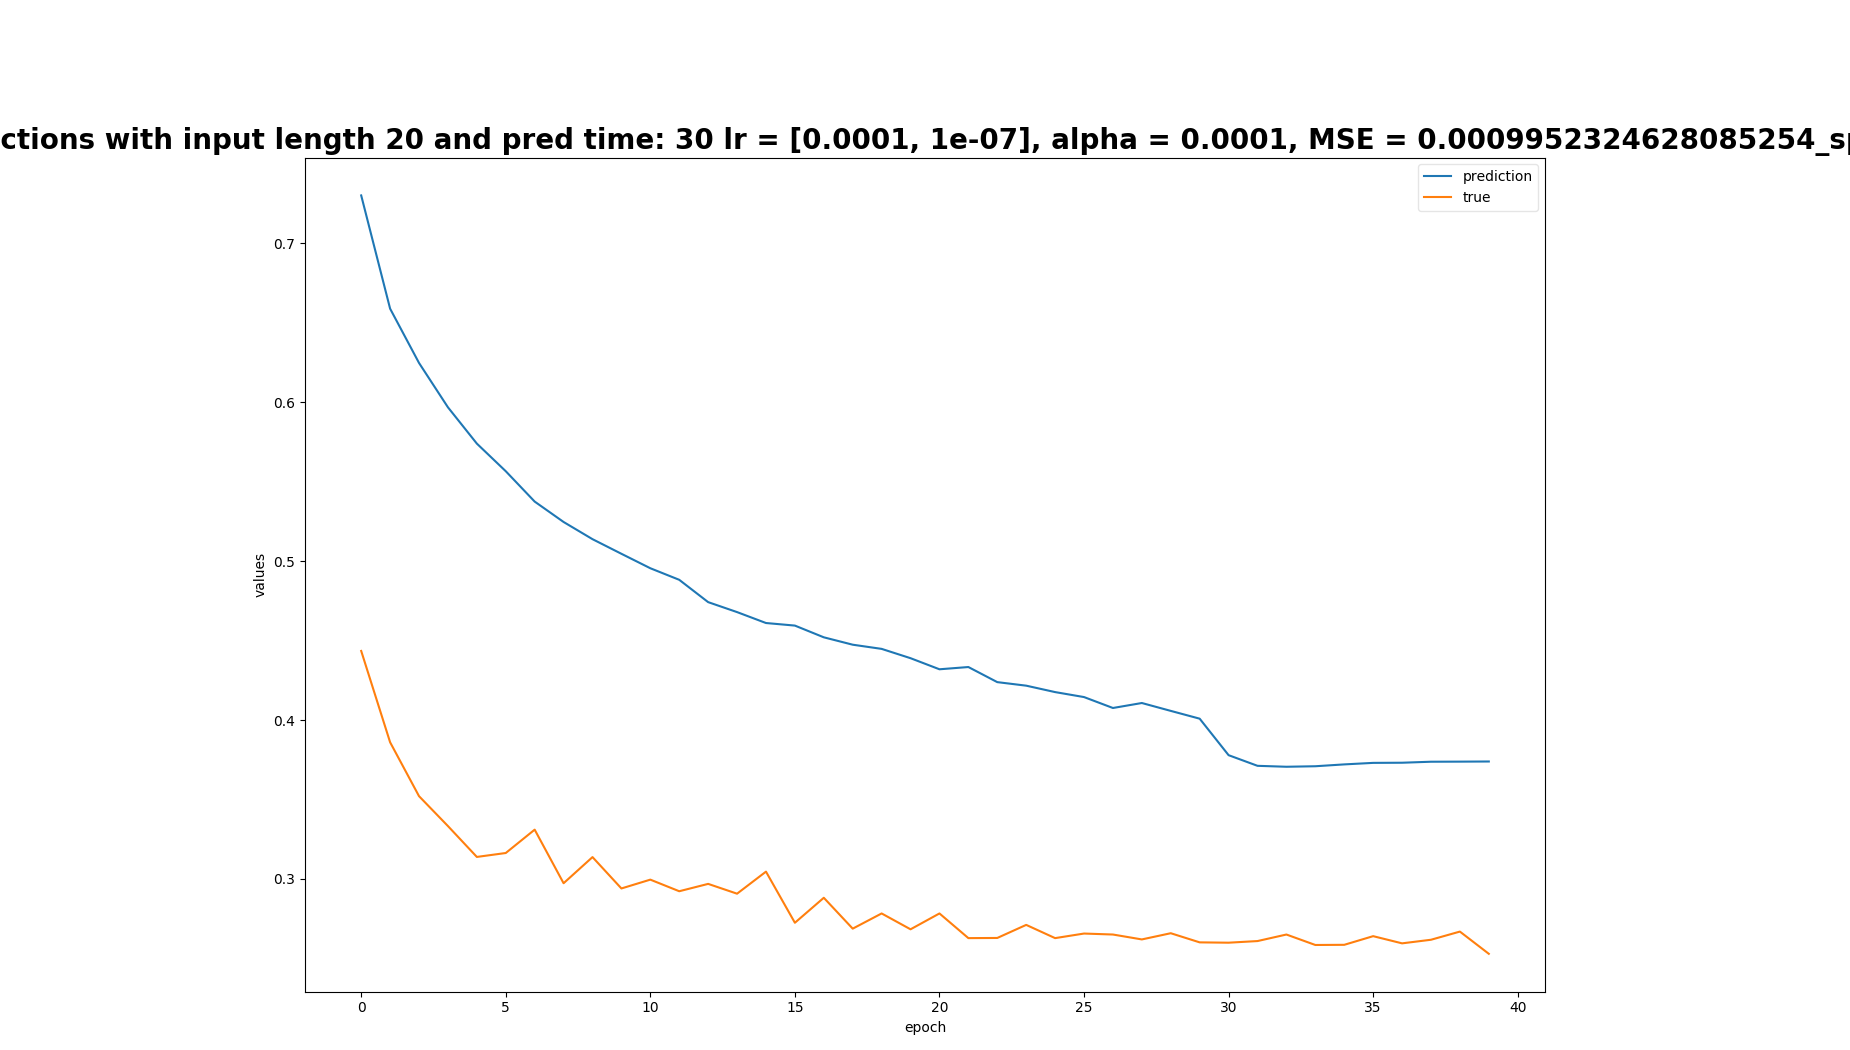 ctions with input length 20 and pred time: 30 lr = [0.0001, 1e-07], alpha = 0.0001, MSE = 0.0009952324628085254_sp
prediction
true
0.7
0.6
0.5
0.4
0.3
values
0 5 10 15 20 25 30 35 40
epoch